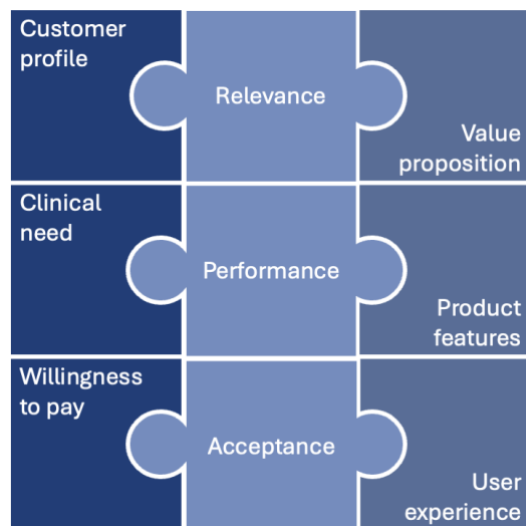 Customer
profile
Relevance
Value
proposition
Clinical
need
Performance
Product
features
Willingness
to pay
Acceptance
User
experience